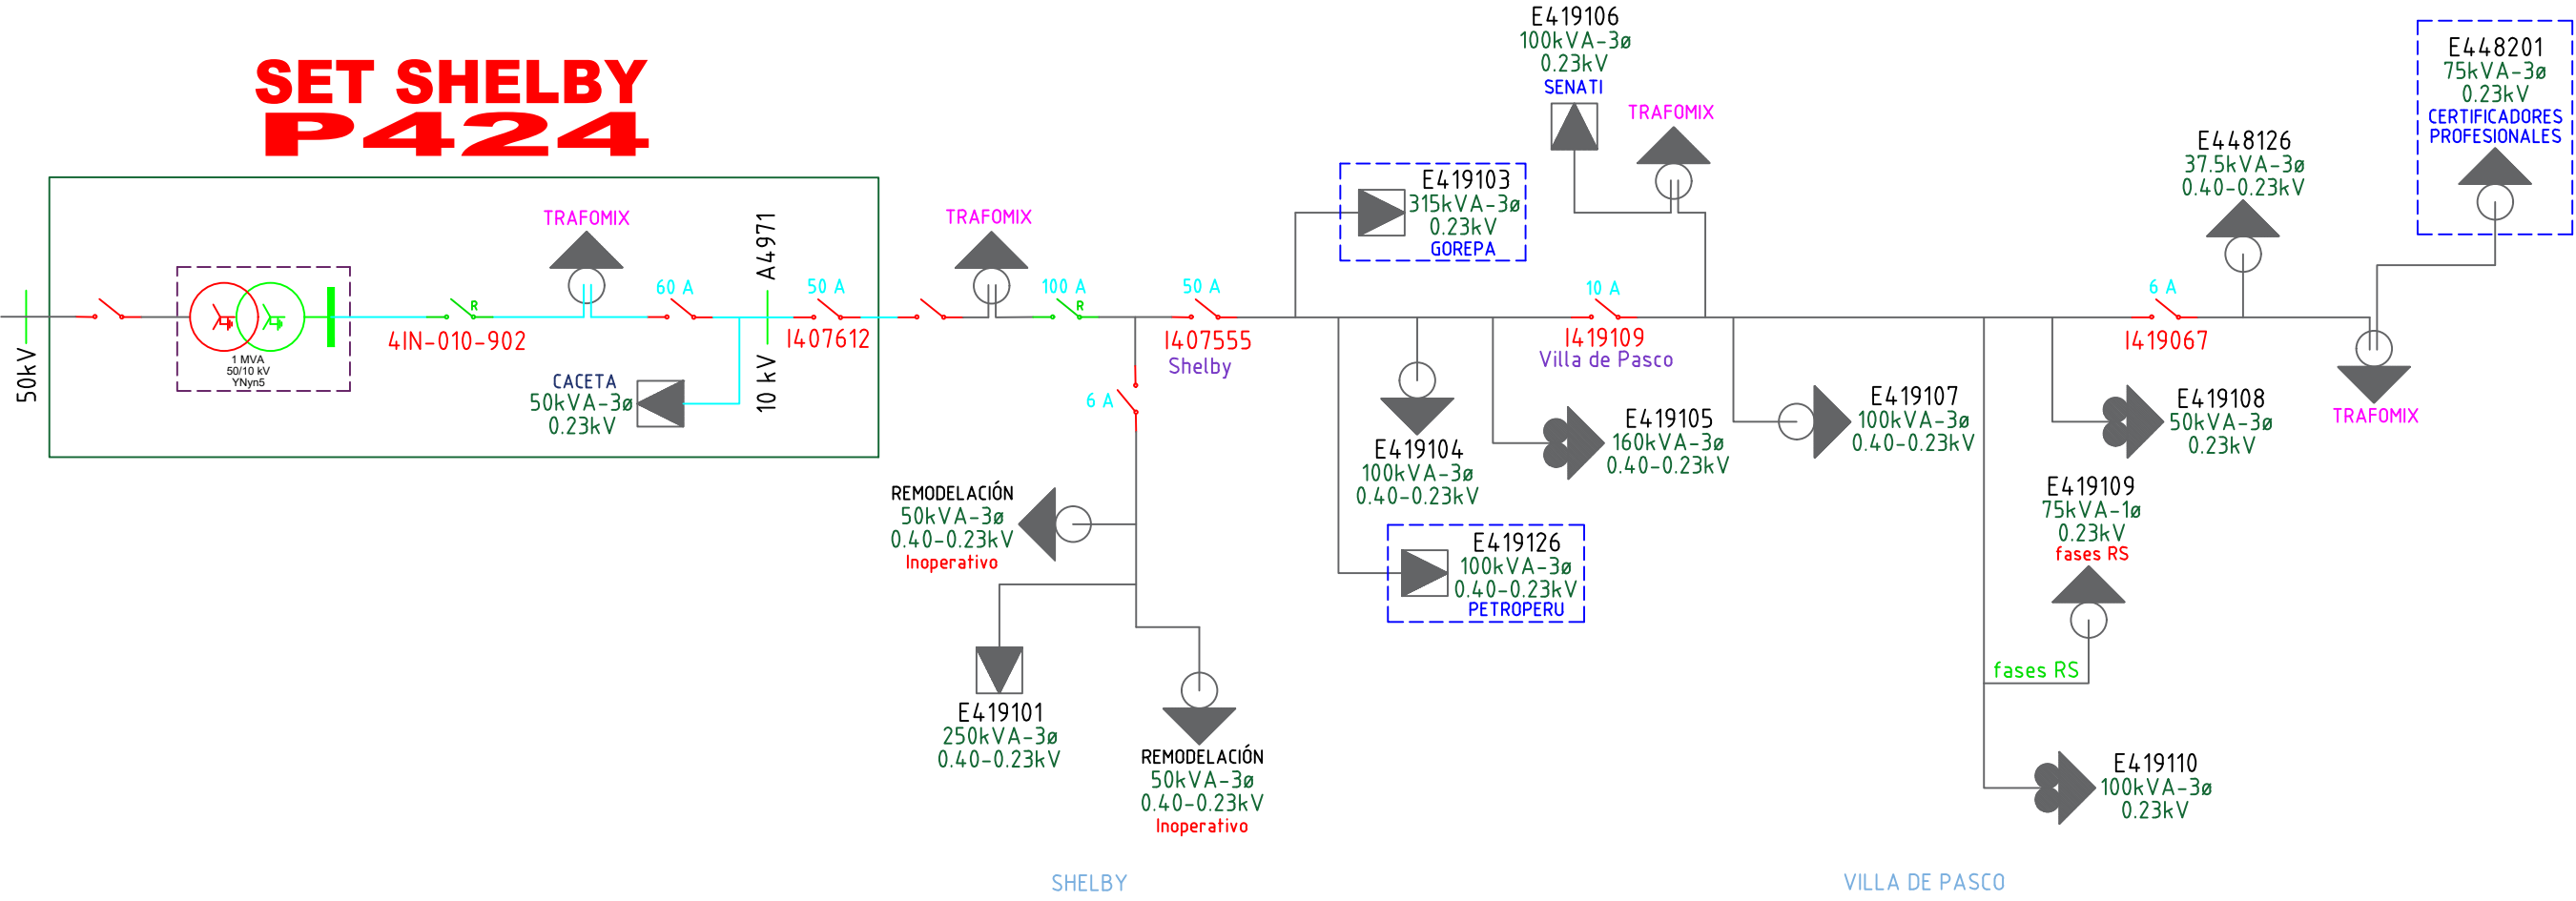 SET SHELBY
P424
50kV
1 MVA
50/10 kV
YNyn5
R
4IN-010-902
TRAFOMIX
60 A
CACETA
50kVA-3ø
0.23kV
A4971
10 kV
50 A
I407612
TRAFOMIX
100 A
R
50 A
I407555
Shelby
6 A
REMODELACIÓN
50kVA-3ø
0.40-0.23kV
Inoperativo
E419101
250kVA-3ø
0.40-0.23kV
REMODELACIÓN
50kVA-3ø
0.40-0.23kV
Inoperativo
E419103
315kVA-3ø
0.23kV
GOREPA
E419104
100kVA-3ø
0.40-0.23kV
E419126
100kVA-3ø
0.40-0.23kV
PETROPERU
E419105
160kVA-3ø
0.40-0.23kV
E419106
100kVA-3ø
0.23kV
SENATI
TRAFOMIX
10 A
I419109
Villa de Pasco
E419107
100kVA-3ø
0.40-0.23kV
E419108
50kVA-3ø
0.23kV
E419109
75kVA-1ø
0.23kV
fases RS
fases RS
E419110
100kVA-3ø
0.23kV
6 A
I419067
E448126
37.5kVA-3ø
0.40-0.23kV
TRAFOMIX
E448201
75kVA-3ø
0.23kV
CERTIFICADORES
PROFESIONALES
SHELBY
VILLA DE PASCO